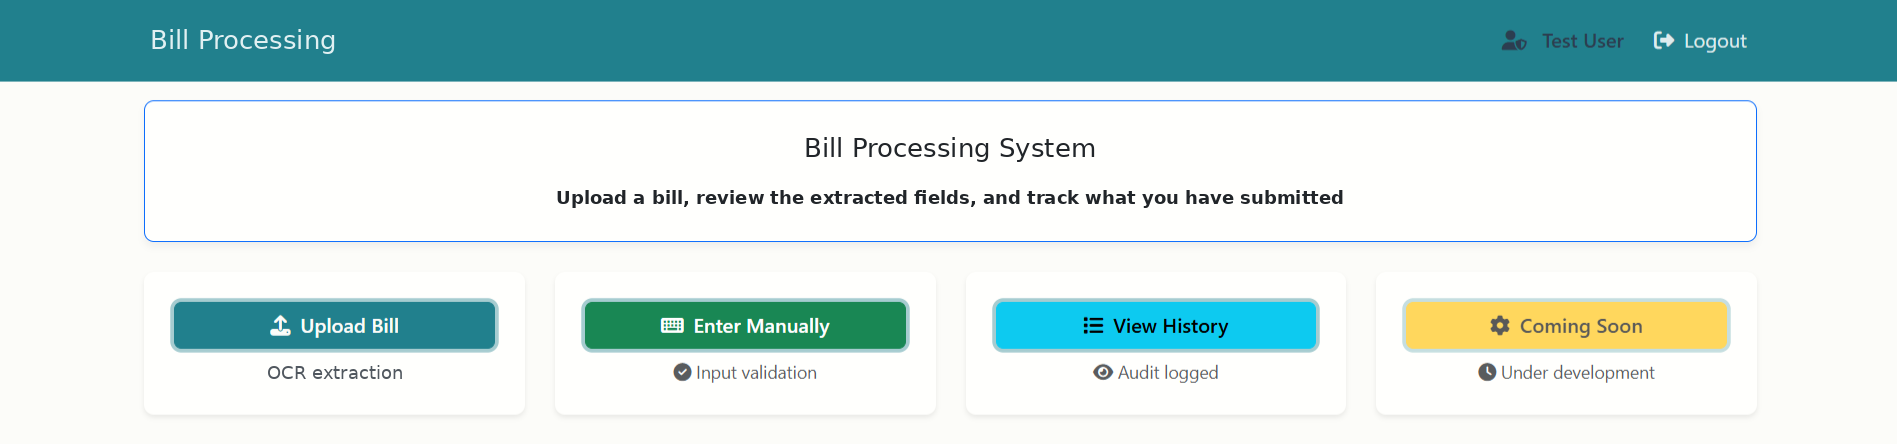 Bill Processing
Test User
Logout
Bill Processing System
Upload a bill, review the extracted fields, and track what you have submitted
Upload Bill
OCR extraction
Enter Manually
Input validation
View History
Audit logged
Coming Soon
Under development